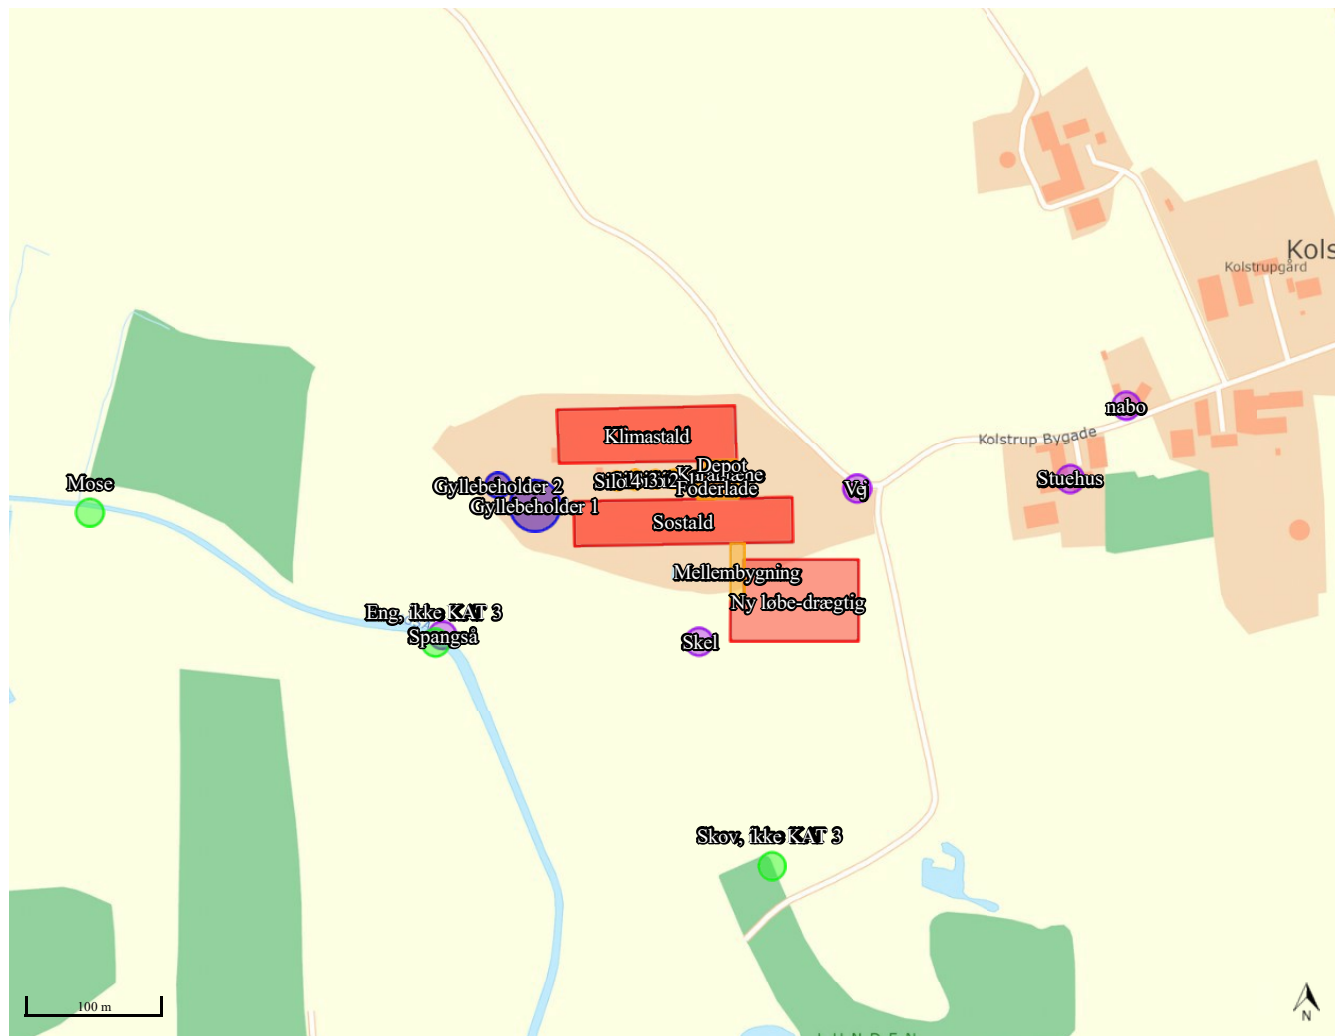 Kols
Kolstrupgård
nabo
Kolstrup Bygade
Klimastald
Depot
Foderlade
Stuehus
Mose
Gyllebeholder 2
Vej
Gyllebeholder 1
Sostald
Mellembygning
Ny løbe-drægtig
Eng, ikke KAT 3
Spangså
Skel
Skov, ikke KAT 3
100 m
N